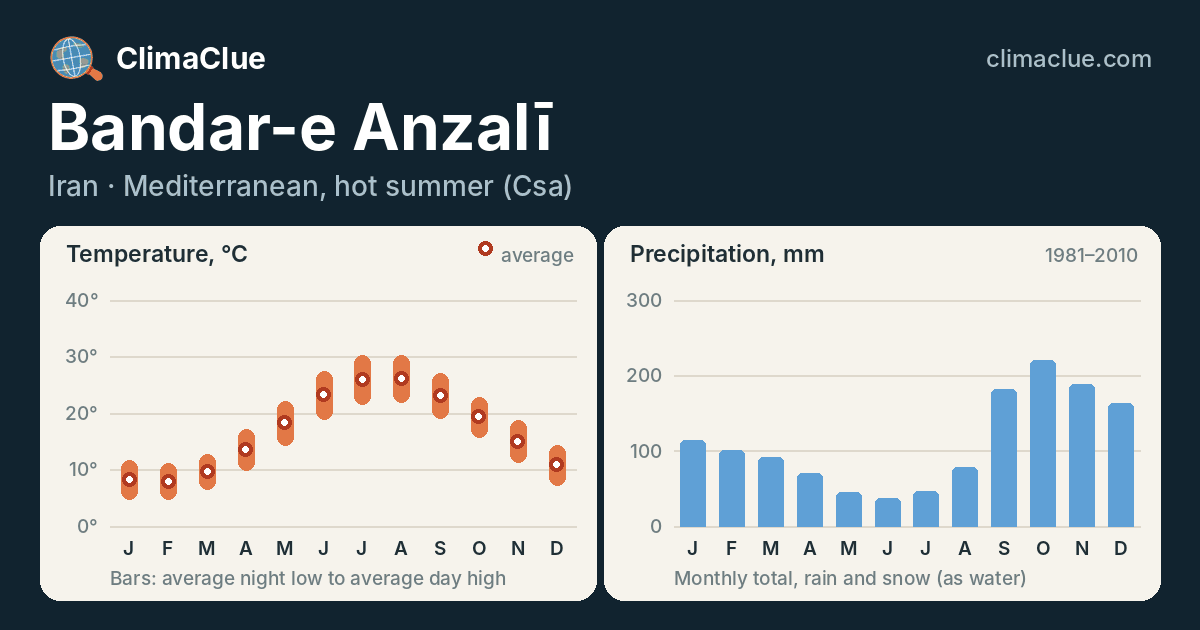 ClimaClue
climaclue.com
Bandar-e Anzalī
Iran · Mediterranean, hot summer (Csa)
Temperature, °C
average
40°
30°
20°
10°
0°
J F M A M J J A S O N D
Bars: average night low to average day high
Precipitation, mm
1981–2010
300
200
100
0
J F M A M J J A S O N D
Monthly total, rain and snow (as water)